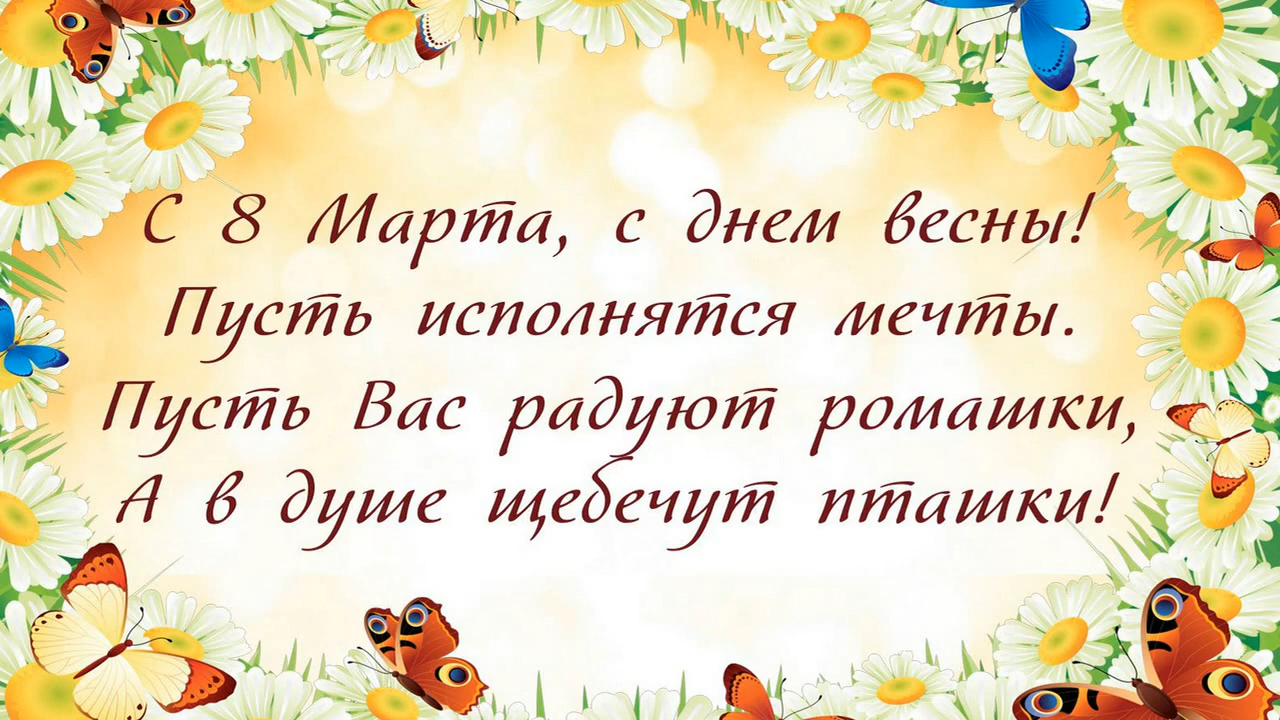 С 8 Марта, с днем весны!
Пусть исполнятся мечты.
Пусть Вас радуют ромашки,
А в душе щебечут пташки!